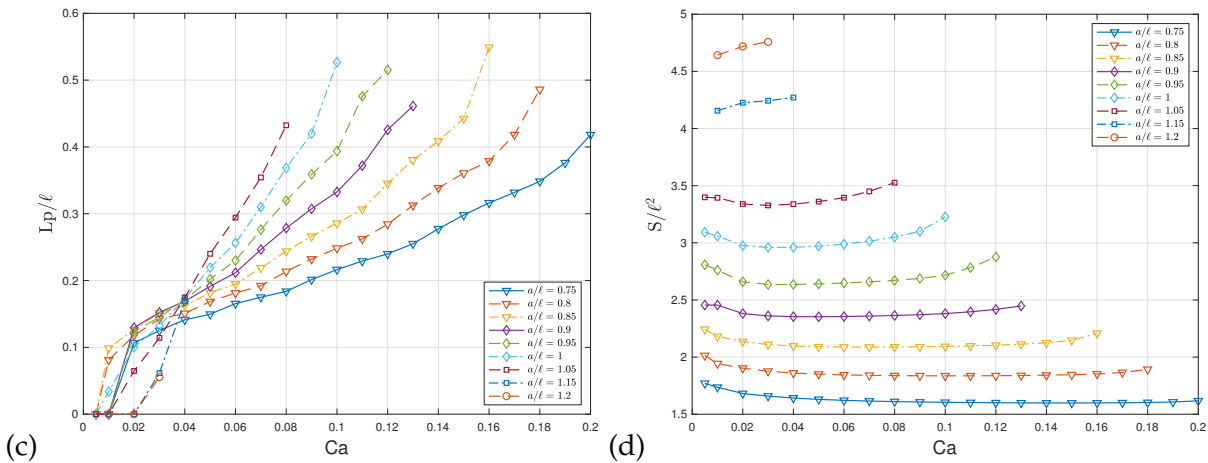 0.6
0.5
0.4
0.3
0.2
0.1
0
Lp/ℓ
0 0.02 0.04 0.06 0.08 0.1 0.12 0.14 0.16 0.18 0.2
Ca
a/ℓ = 0.75
a/ℓ = 0.8
a/ℓ = 0.85
a/ℓ = 0.9
a/ℓ = 0.95
a/ℓ = 1
a/ℓ = 1.05
a/ℓ = 1.15
a/ℓ = 1.2
(c)
5
4.5
4
3.5
3
2.5
2
1.5
S/ℓ²
0 0.02 0.04 0.06 0.08 0.1 0.12 0.14 0.16 0.18 0.2
Ca
a/ℓ = 0.75
a/ℓ = 0.8
a/ℓ = 0.85
a/ℓ = 0.9
a/ℓ = 0.95
a/ℓ = 1
a/ℓ = 1.05
a/ℓ = 1.15
a/ℓ = 1.2
(d)